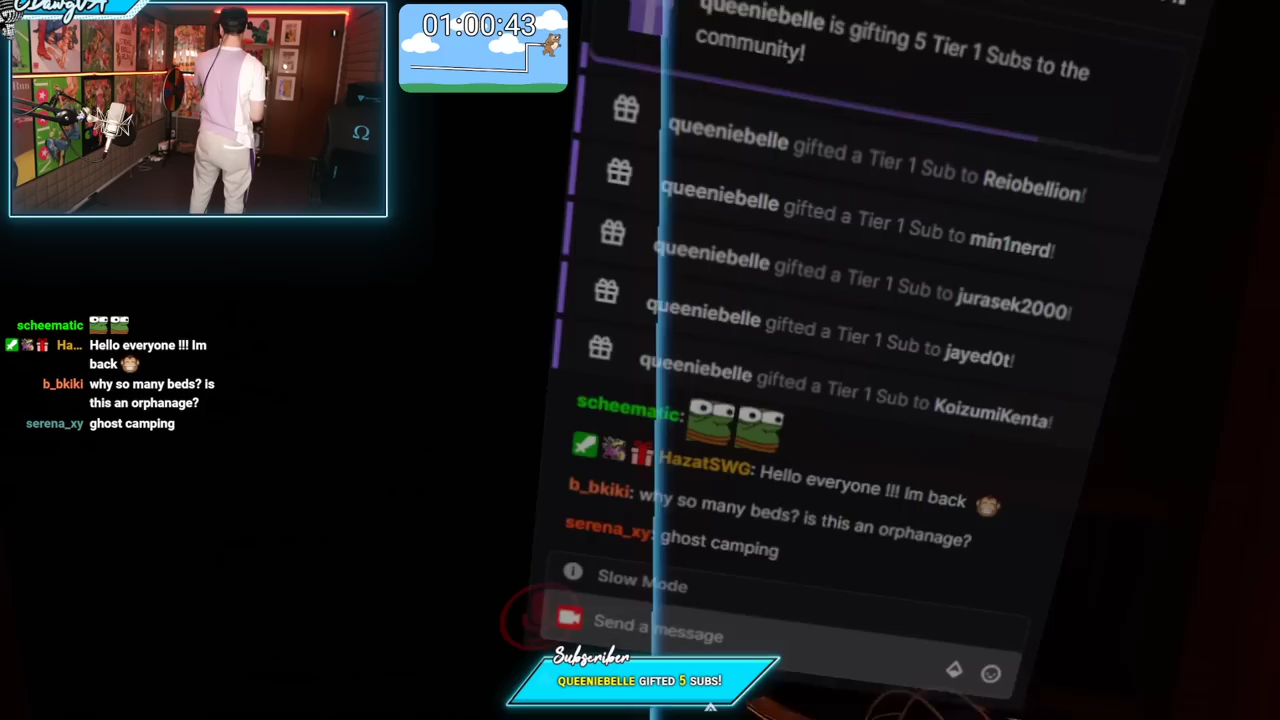 CDawgVA
01:00:43
queeniebelle is gifting 5 Tier 1 Subs to the
community!
queeniebelle gifted a Tier 1 Sub to Reiobellion!
queeniebelle gifted a Tier 1 Sub to min1nerd!
queeniebelle gifted a Tier 1 Sub to jurasek2000!
queeniebelle gifted a Tier 1 Sub to jayed0t!
queeniebelle gifted a Tier 1 Sub to KoizumiKenta!
scheematic:
HazatSWG: Hello everyone !!! Im back
b_bkiki: why so many beds? is this an orphanage?
serena_xy: ghost camping
Slow Mode
Send a message
scheematic
Ha... Hello everyone !!! Im
back
b_bkiki why so many beds? is
this an orphanage?
serena_xy ghost camping
Subscriber
QUEENIEBELLE GIFTED 5 SUBS!